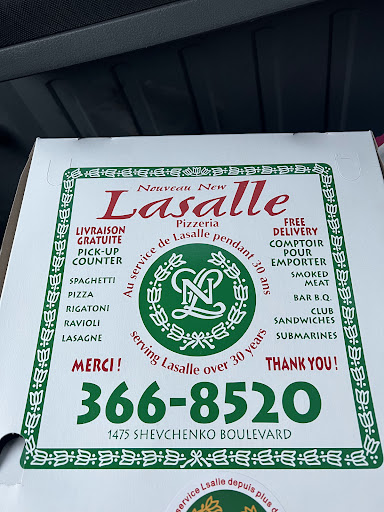 Nouveau New
Lasalle
Pizzeria
LIVRAISON
GRATUITE
PICK-UP
COUNTER
SPAGHETTI
PIZZA
RIGATONI
RAVIOLI
LASAGNE
Au service de Lasalle pendant 30 ans
NL
serving Lasalle over 30 years
FREE
DELIVERY
COMPTOIR
POUR
EMPORTER
SMOKED
MEAT
BAR B.Q.
CLUB
SANDWICHES
SUBMARINES
MERCI !
THANK YOU !
366-8520
1475 SHEVCHENKO BOULEVARD
service Lsalle depuis plus d